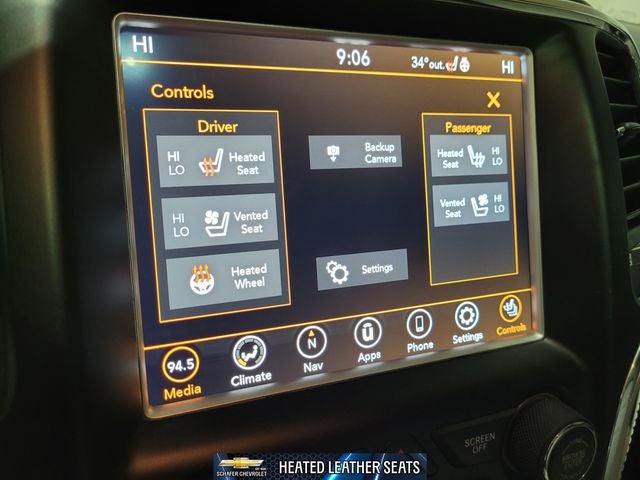 HI
9:06
34°out.
HI
Controls
X
Driver
HI
LO
Heated
Seat
HI
LO
Vented
Seat
Heated
Wheel
Backup
Camera
Settings
Passenger
Heated
Seat
HI
LO
Vented
Seat
HI
LO
94.5
Media
Climate
N
Nav
Apps
Phone
Settings
Controls
SCREEN
OFF
SCHAFER CHEVROLET
HEATED LEATHER SEATS